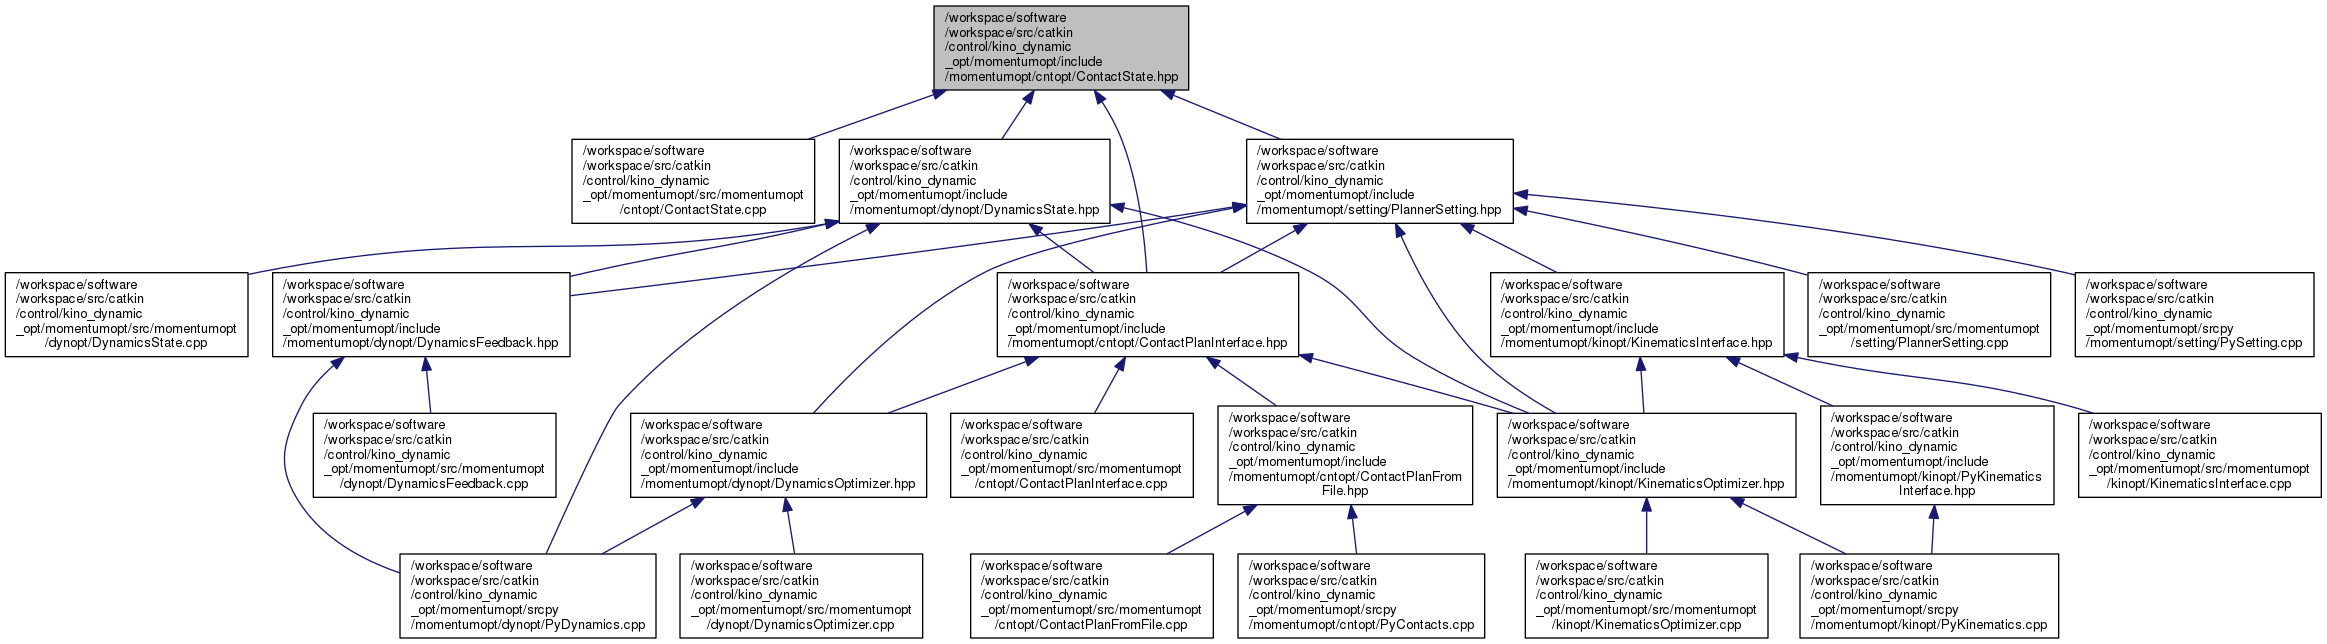 /workspace/software
/workspace/src/catkin
/control/kino_dynamic
_opt/momentumopt/include
/momentumopt/cntopt/ContactState.hpp
/workspace/software
/workspace/src/catkin
/control/kino_dynamic
_opt/momentumopt/src/momentumopt
/cntopt/ContactState.cpp
/workspace/software
/workspace/src/catkin
/control/kino_dynamic
_opt/momentumopt/include
/momentumopt/dynopt/DynamicsState.hpp
/workspace/software
/workspace/src/catkin
/control/kino_dynamic
_opt/momentumopt/include
/momentumopt/setting/PlannerSetting.hpp
/workspace/software
/workspace/src/catkin
/control/kino_dynamic
_opt/momentumopt/src/momentumopt
/dynopt/DynamicsState.cpp
/workspace/software
/workspace/src/catkin
/control/kino_dynamic
_opt/momentumopt/include
/momentumopt/dynopt/DynamicsFeedback.hpp
/workspace/software
/workspace/src/catkin
/control/kino_dynamic
_opt/momentumopt/include
/momentumopt/cntopt/ContactPlanInterface.hpp
/workspace/software
/workspace/src/catkin
/control/kino_dynamic
_opt/momentumopt/include
/momentumopt/kinopt/KinematicsInterface.hpp
/workspace/software
/workspace/src/catkin
/control/kino_dynamic
_opt/momentumopt/src/momentumopt
/setting/PlannerSetting.cpp
/workspace/software
/workspace/src/catkin
/control/kino_dynamic
_opt/momentumopt/srcpy
/momentumopt/setting/PySetting.cpp
/workspace/software
/workspace/src/catkin
/control/kino_dynamic
_opt/momentumopt/src/momentumopt
/dynopt/DynamicsFeedback.cpp
/workspace/software
/workspace/src/catkin
/control/kino_dynamic
_opt/momentumopt/include
/momentumopt/dynopt/DynamicsOptimizer.hpp
/workspace/software
/workspace/src/catkin
/control/kino_dynamic
_opt/momentumopt/src/momentumopt
/cntopt/ContactPlanInterface.cpp
/workspace/software
/workspace/src/catkin
/control/kino_dynamic
_opt/momentumopt/include
/momentumopt/cntopt/ContactPlanFrom
File.hpp
/workspace/software
/workspace/src/catkin
/control/kino_dynamic
_opt/momentumopt/include
/momentumopt/kinopt/KinematicsOptimizer.hpp
/workspace/software
/workspace/src/catkin
/control/kino_dynamic
_opt/momentumopt/include
/momentumopt/kinopt/PyKinematics
Interface.hpp
/workspace/software
/workspace/src/catkin
/control/kino_dynamic
_opt/momentumopt/src/momentumopt
/kinopt/KinematicsInterface.cpp
/workspace/software
/workspace/src/catkin
/control/kino_dynamic
_opt/momentumopt/srcpy
/momentumopt/dynopt/PyDynamics.cpp
/workspace/software
/workspace/src/catkin
/control/kino_dynamic
_opt/momentumopt/src/momentumopt
/dynopt/DynamicsOptimizer.cpp
/workspace/software
/workspace/src/catkin
/control/kino_dynamic
_opt/momentumopt/src/momentumopt
/cntopt/ContactPlanFromFile.cpp
/workspace/software
/workspace/src/catkin
/control/kino_dynamic
_opt/momentumopt/srcpy
/momentumopt/cntopt/PyContacts.cpp
/workspace/software
/workspace/src/catkin
/control/kino_dynamic
_opt/momentumopt/src/momentumopt
/kinopt/KinematicsOptimizer.cpp
/workspace/software
/workspace/src/catkin
/control/kino_dynamic
_opt/momentumopt/srcpy
/momentumopt/kinopt/PyKinematics.cpp